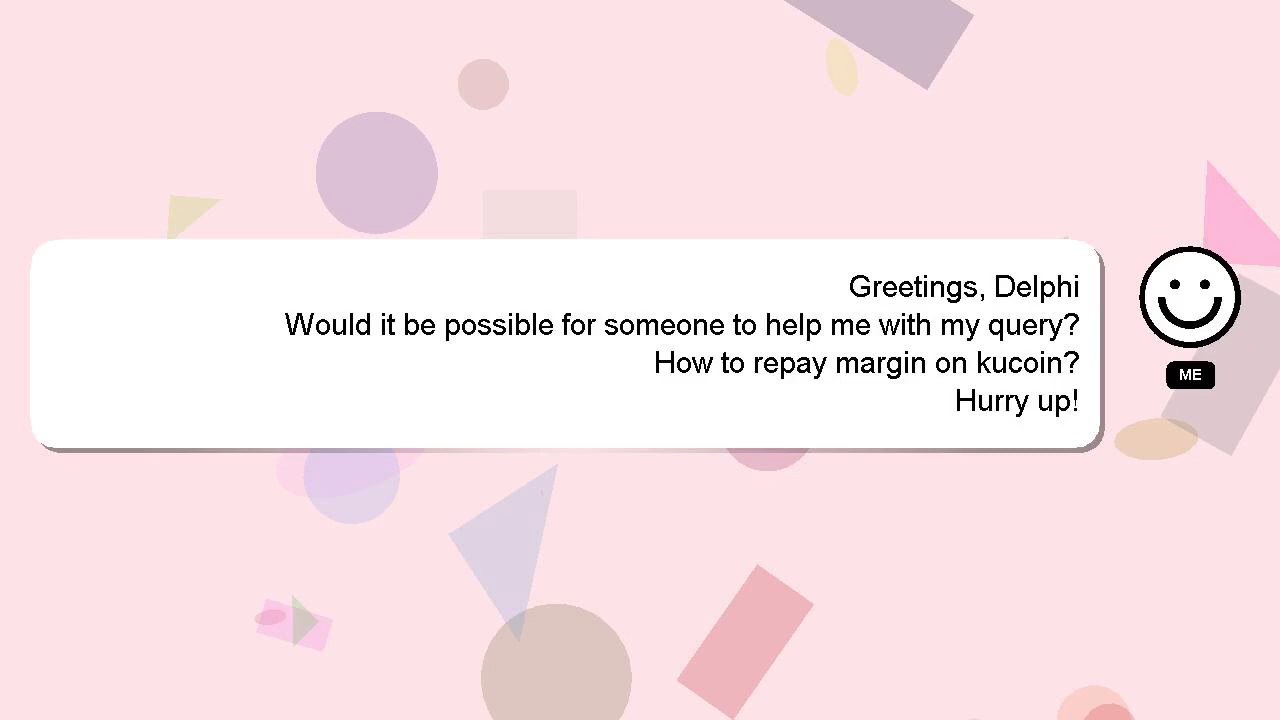 Greetings, Delphi
Would it be possible for someone to help me with my query?
How to repay margin on kucoin?
Hurry up!
ME